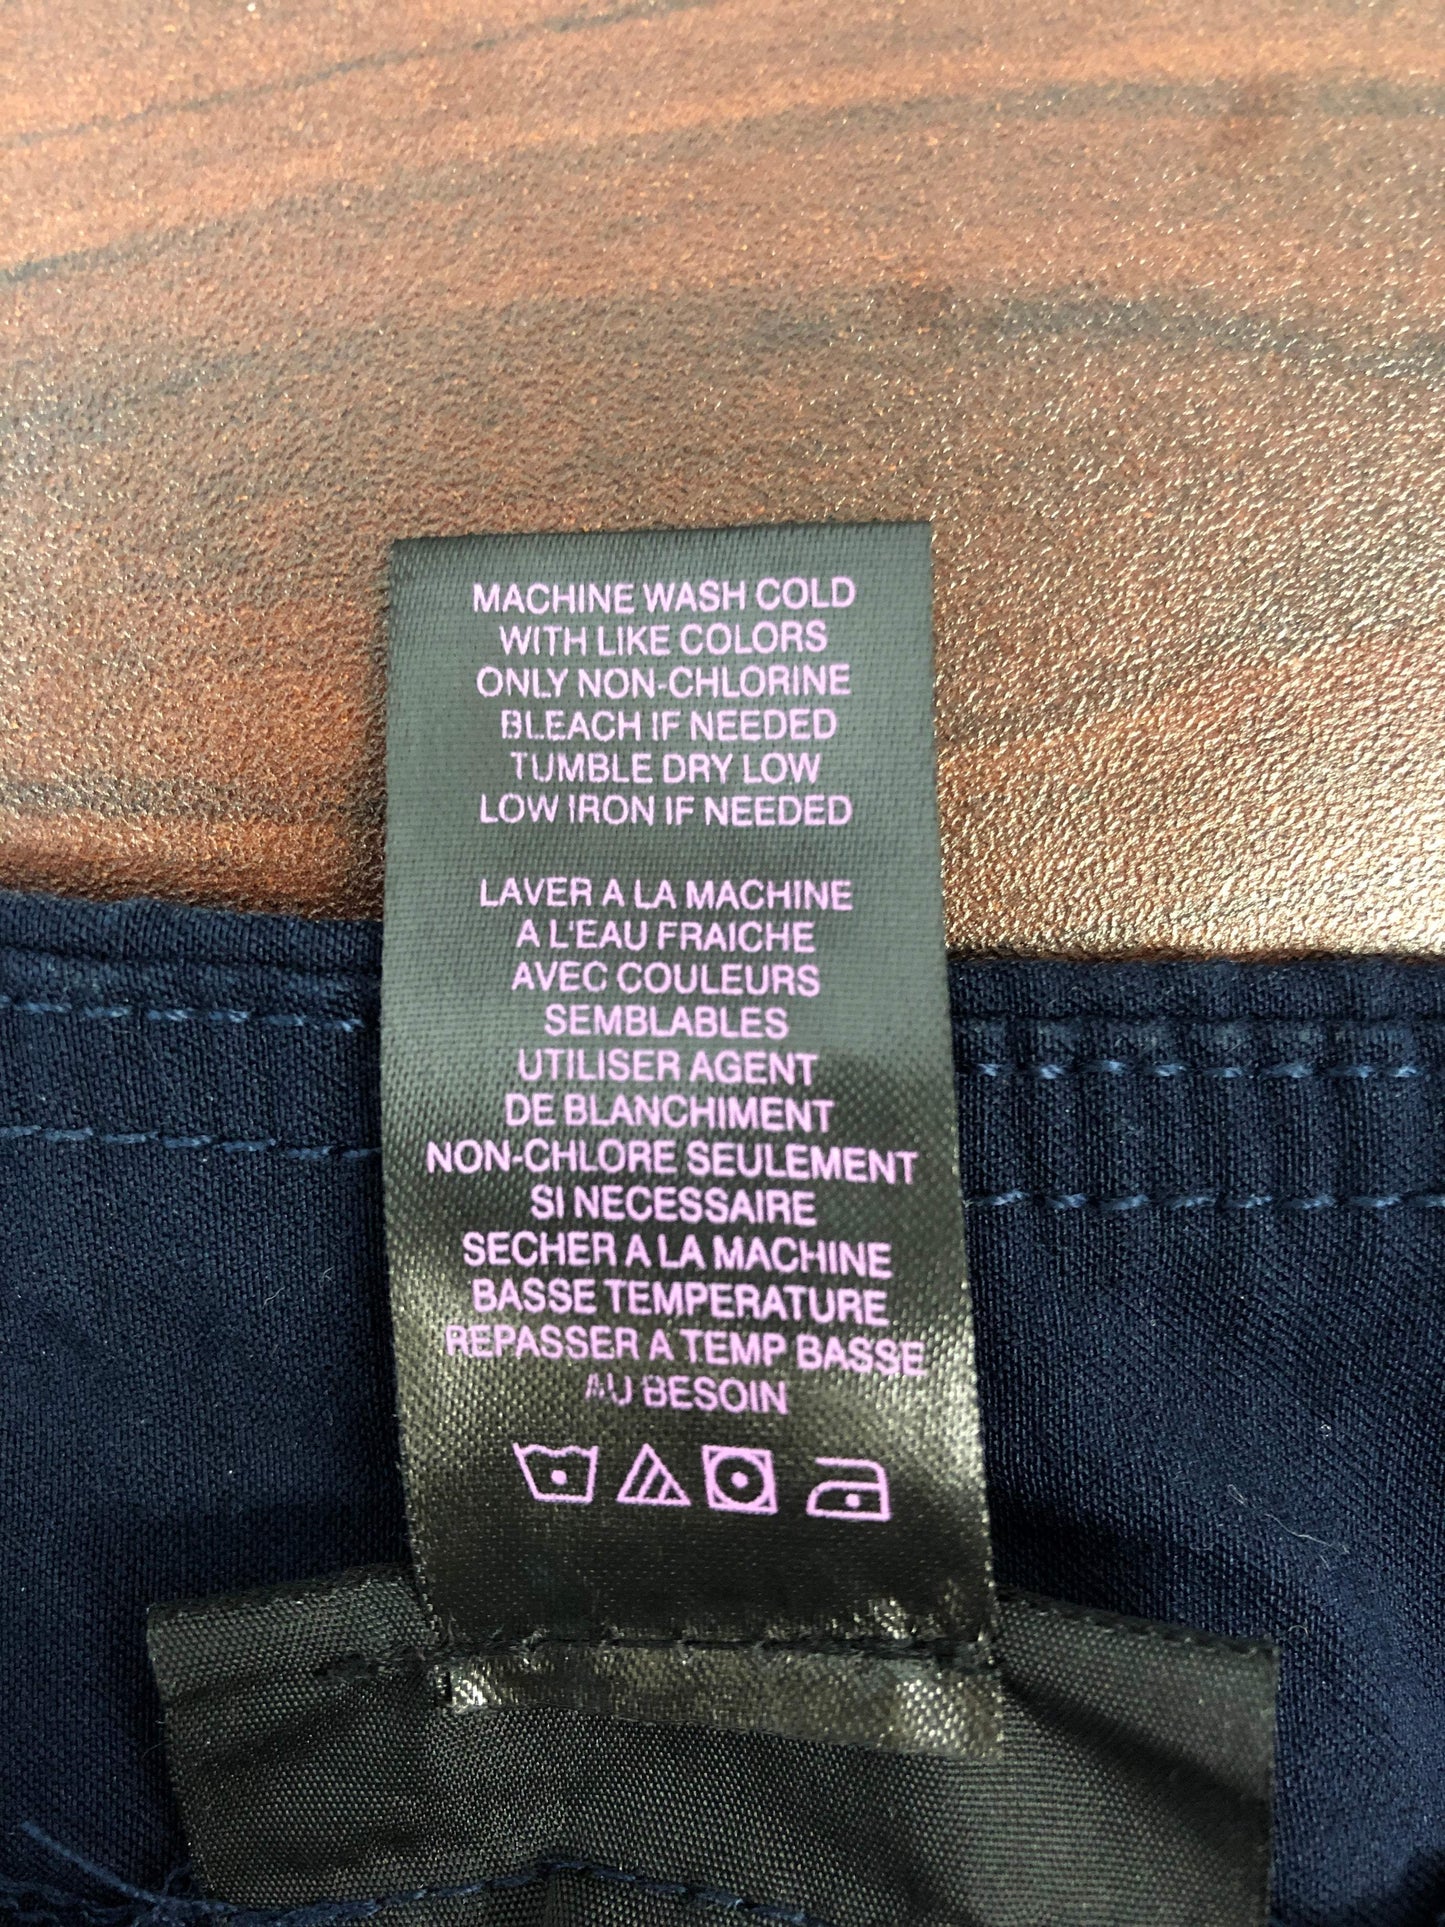 MACHINE WASH COLD
WITH LIKE COLORS
ONLY NON-CHLORINE
BLEACH IF NEEDED
TUMBLE DRY LOW
LOW IRON IF NEEDED
LAVER A LA MACHINE
A L'EAU FRAICHE
AVEC COULEURS
SEMBLABLES
UTILISER AGENT
DE BLANCHIMENT
NON-CHLORE SEULEMENT
SI NECESSAIRE
SECHER A LA MACHINE
BASSE TEMPERATURE
REPASSER A TEMP BASSE
AU BESOIN